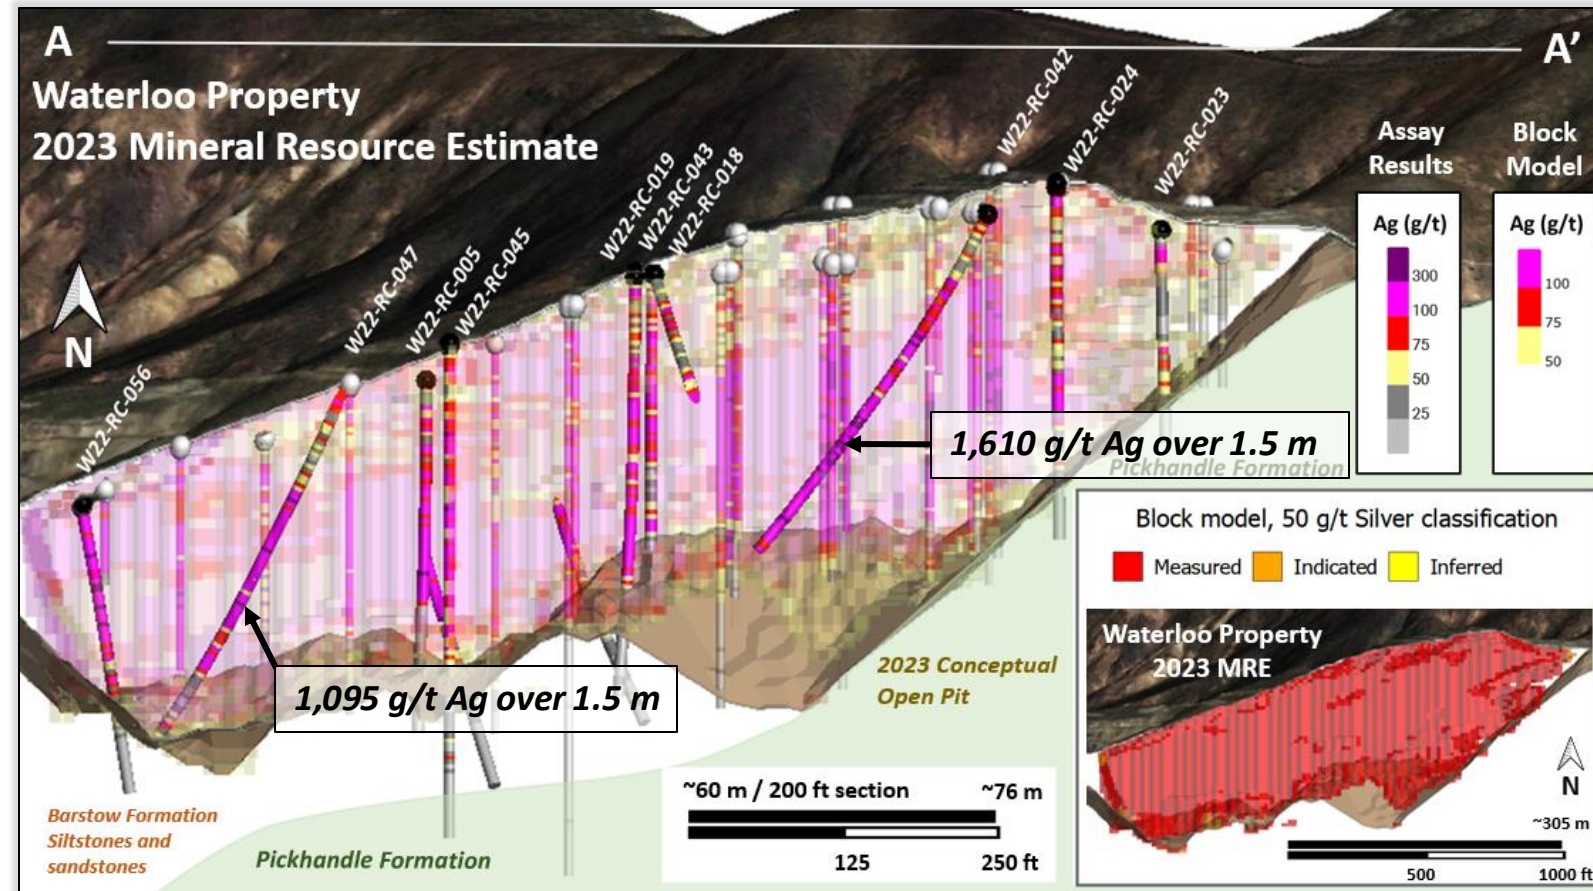 A
A'
Waterloo Property
2023 Mineral Resource Estimate
W22-RC-056
W22-RC-047
W22-RC-005
W22-RC-045
W22-RC-019
W22-RC-043
W22-RC-018
W22-RC-042
W22-RC-024
W22-RC-023
N
Assay
Results
Ag (g/t)
300
100
75
50
25
Block
Model
Ag (g/t)
100
75
50
1,610 g/t Ag over 1.5 m
Pickhandle Formation
1,095 g/t Ag over 1.5 m
2023 Conceptual
Open Pit
Barstow Formation
Siltstones and
sandstones
Pickhandle Formation
~60 m / 200 ft section ~76 m
125 250 ft
Block model, 50 g/t Silver classification
Measured Indicated Inferred
Waterloo Property
2023 MRE
N
~305 m
500 1000 ft